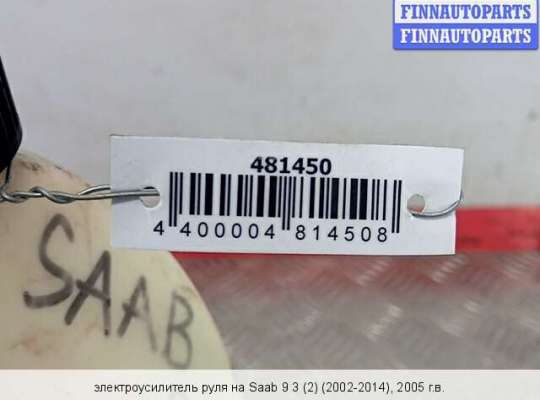 FINNAUTOPARTS
FINNAUTOPARTS
481450
4 400004 814508
SAAB
электроусилитель руля на Saab 9 3 (2) (2002-2014), 2005 г.в.